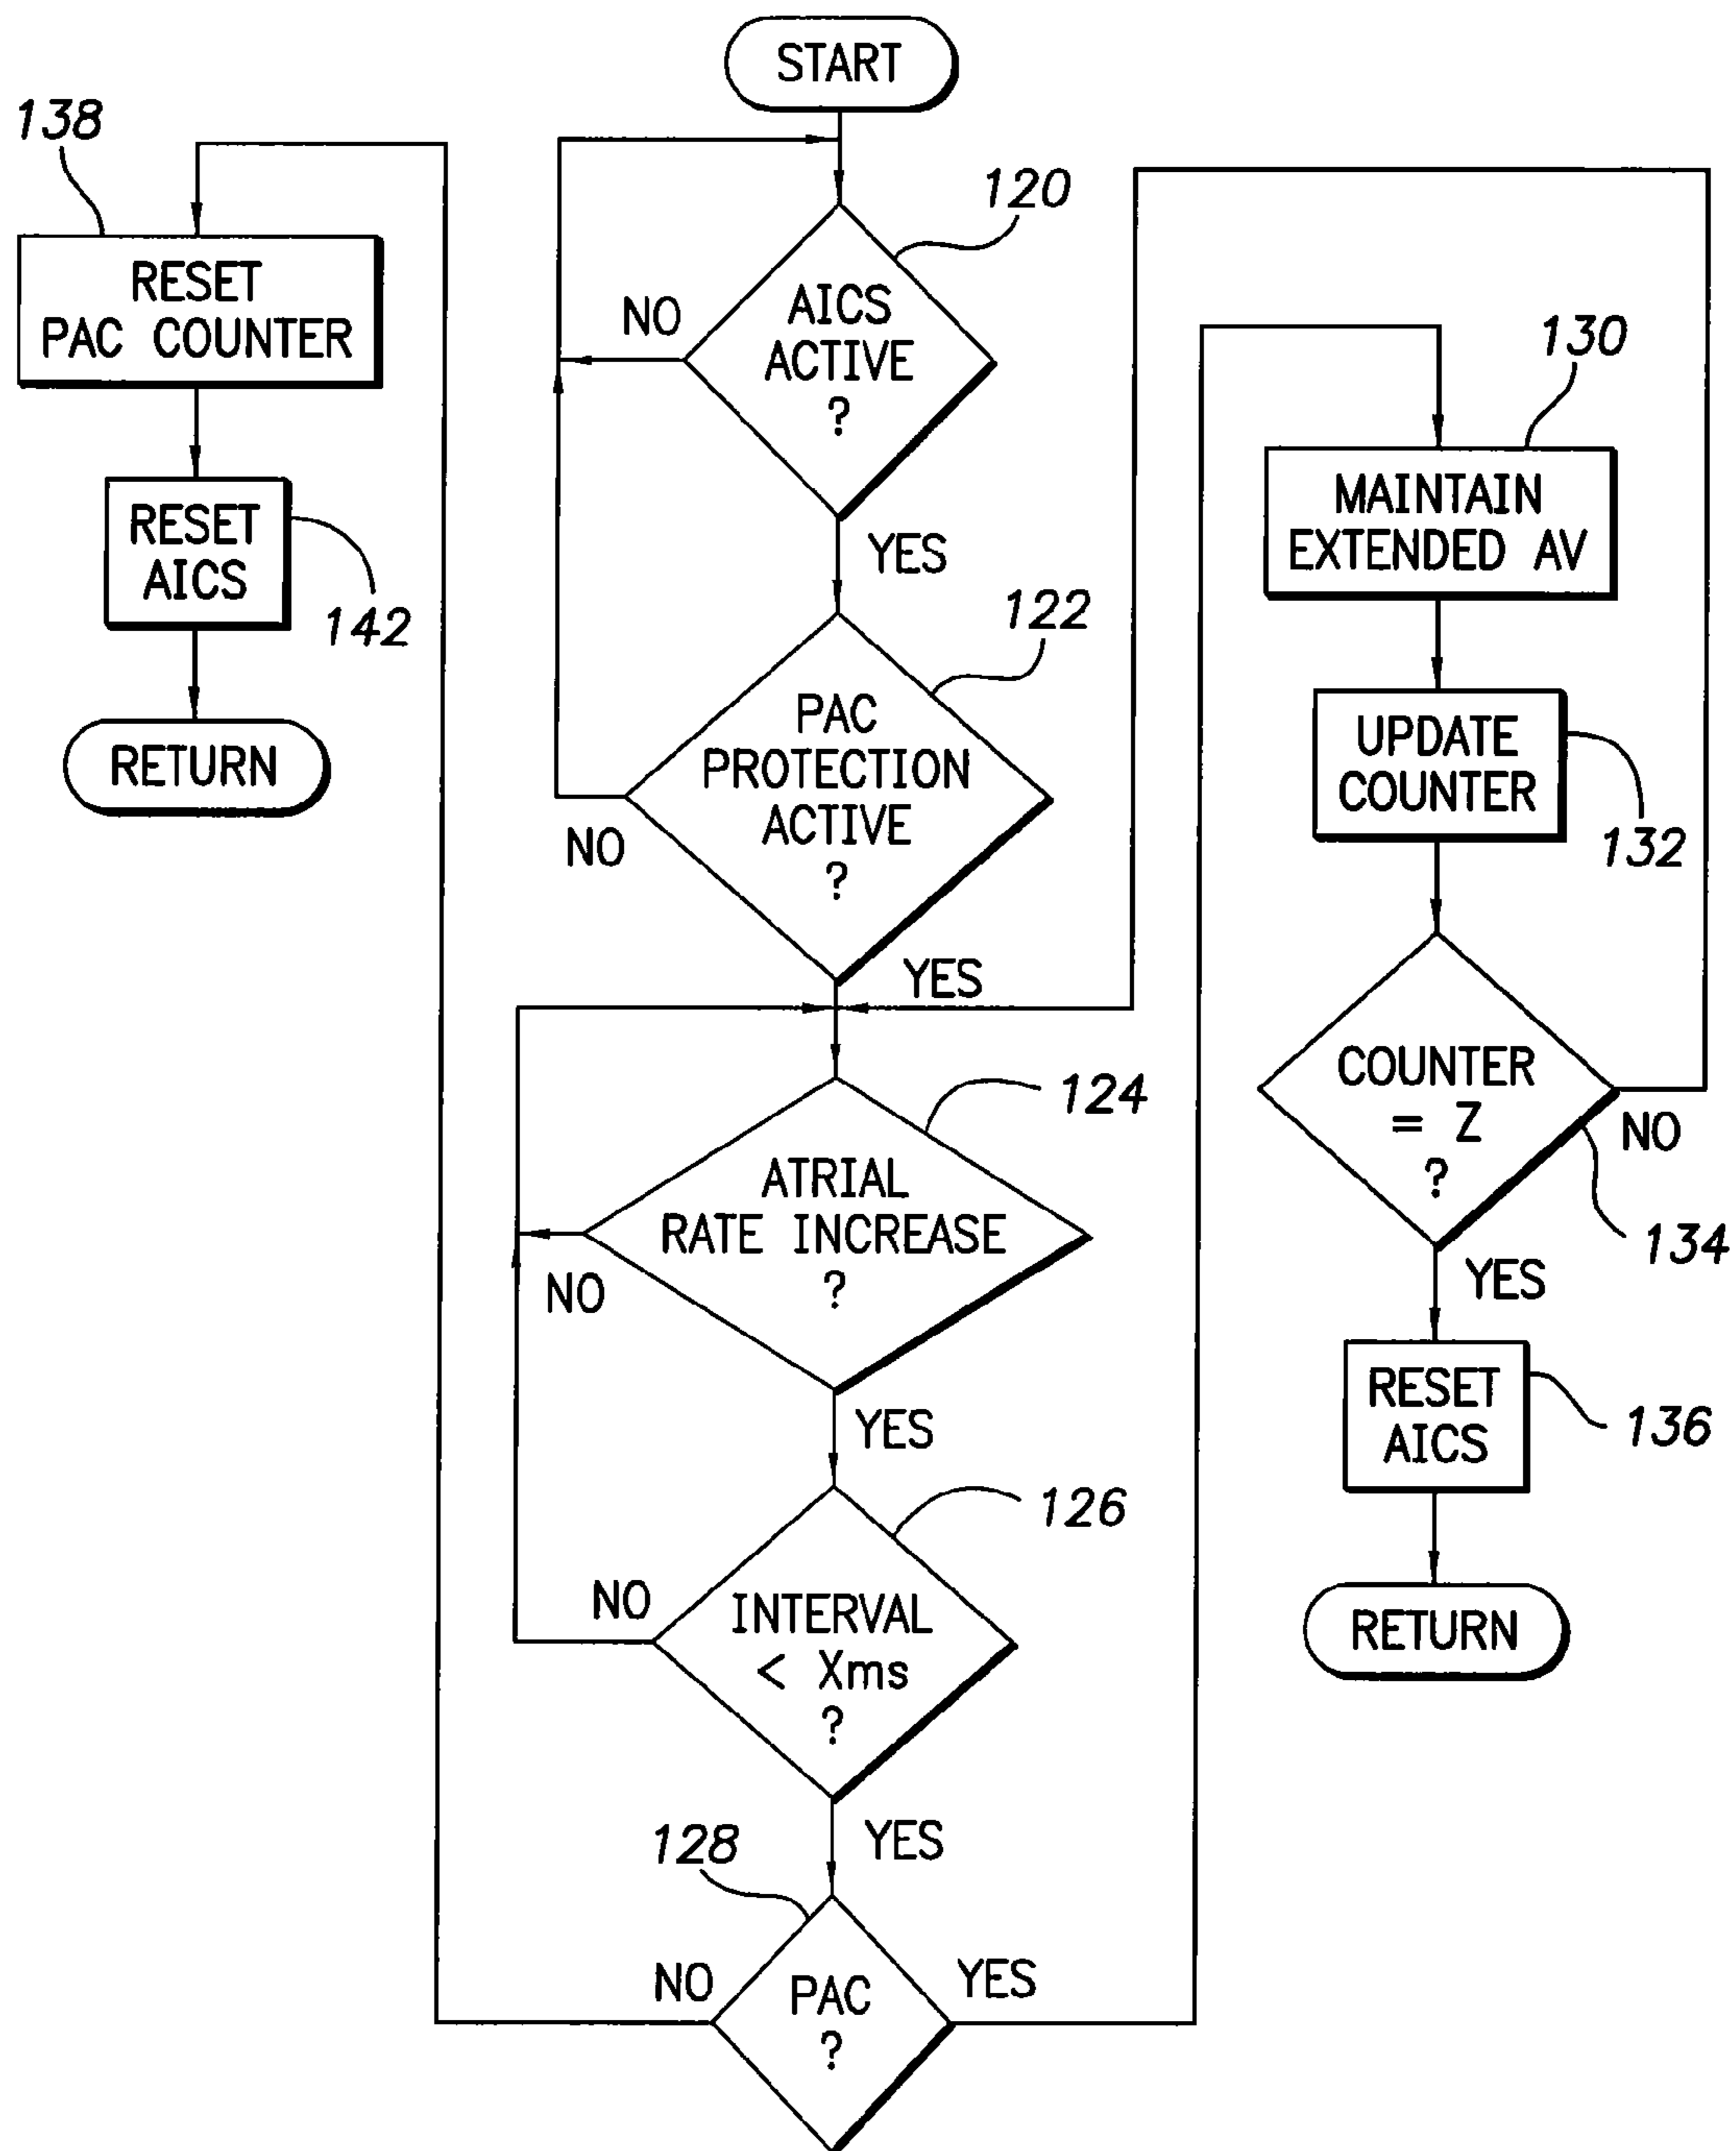 START
138
RESET
PAC COUNTER
RESET
AICS
142
RETURN
120
AICS
ACTIVE
?
NO
YES
122
PAC
PROTECTION
ACTIVE
?
NO
YES
124
ATRIAL
RATE INCREASE
?
NO
YES
126
INTERVAL
< Xms
?
NO
YES
128
PAC
?
NO
YES
130
MAINTAIN
EXTENDED AV
UPDATE
COUNTER
132
COUNTER
= Z
?
NO
134
YES
RESET
AICS
136
RETURN